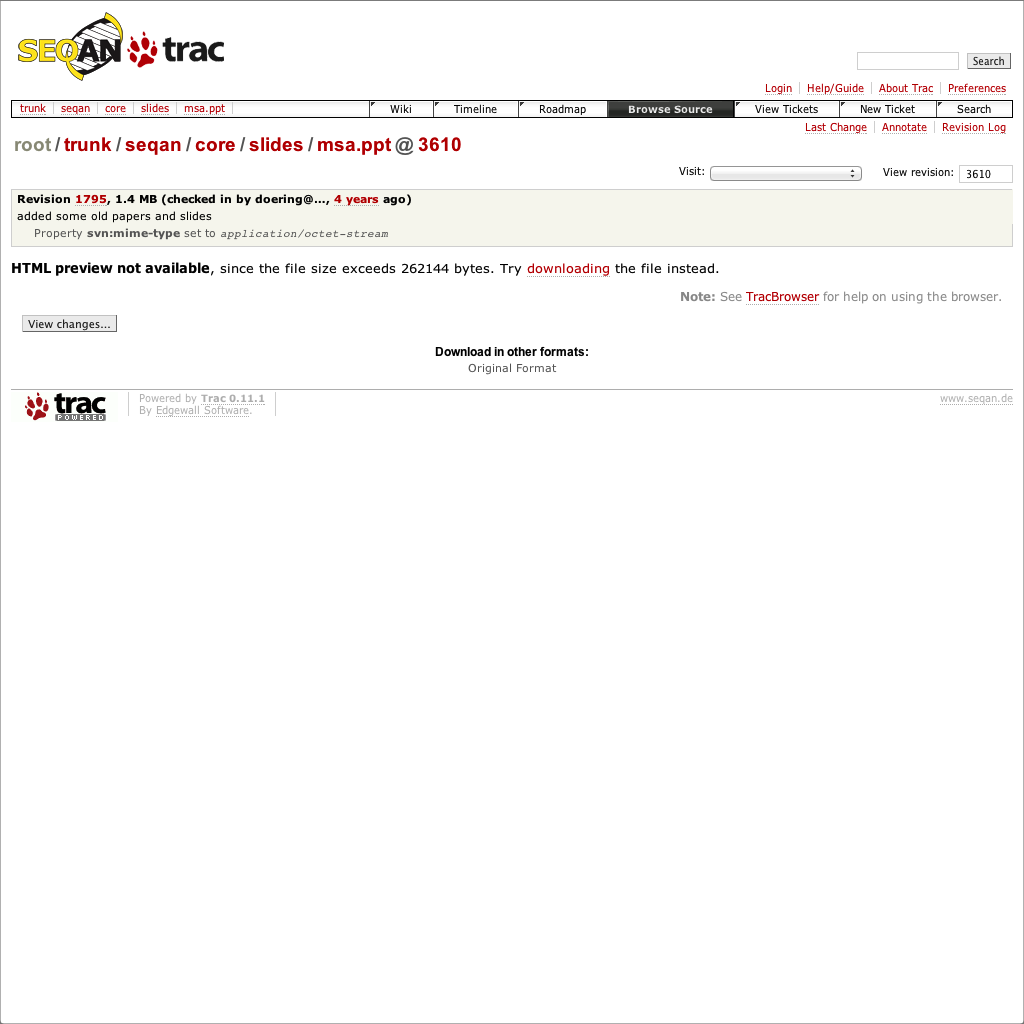 SEQAN trac
Search
Login Help/Guide About Trac Preferences
trunk seqan core slides msa.ppt Wiki Timeline Roadmap Browse Source View Tickets New Ticket Search
Last Change Annotate Revision Log
root / trunk / seqan / core / slides / msa.ppt @ 3610
Visit: View revision: 3610
Revision 1795, 1.4 MB (checked in by doering@..., 4 years ago)
added some old papers and slides
Property svn:mime-type set to application/octet-stream
HTML preview not available, since the file size exceeds 262144 bytes. Try downloading the file instead.
Note: See TracBrowser for help on using the browser.
View changes...
Download in other formats:
Original Format
trac POWERED
Powered by Trac 0.11.1
By Edgewall Software.
www.seqan.de